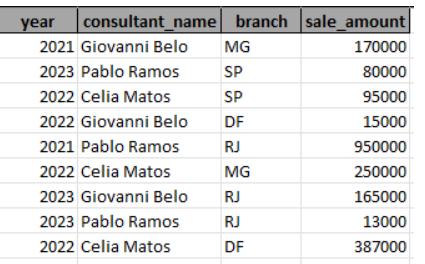 year consultant_name branch sale_amount
2021 Giovanni Belo MG 170000
2023 Pablo Ramos SP 80000
2022 Celia Matos SP 95000
2022 Giovanni Belo DF 15000
2021 Pablo Ramos RJ 950000
2022 Celia Matos MG 250000
2023 Giovanni Belo RJ 165000
2023 Pablo Ramos RJ 13000
2022 Celia Matos DF 387000